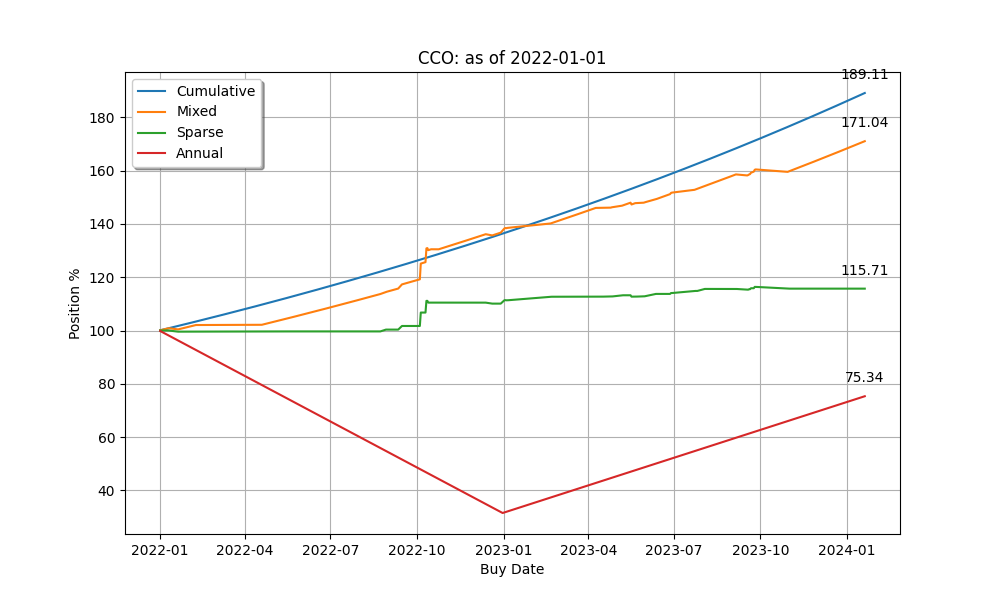 CCO: as of 2022-01-01
Cumulative
Mixed
Sparse
Annual
189.11
171.04
115.71
75.34
Position %
180
160
140
120
100
80
60
40
2022-01 2022-04 2022-07 2022-10 2023-01 2023-04 2023-07 2023-10 2024-01
Buy Date